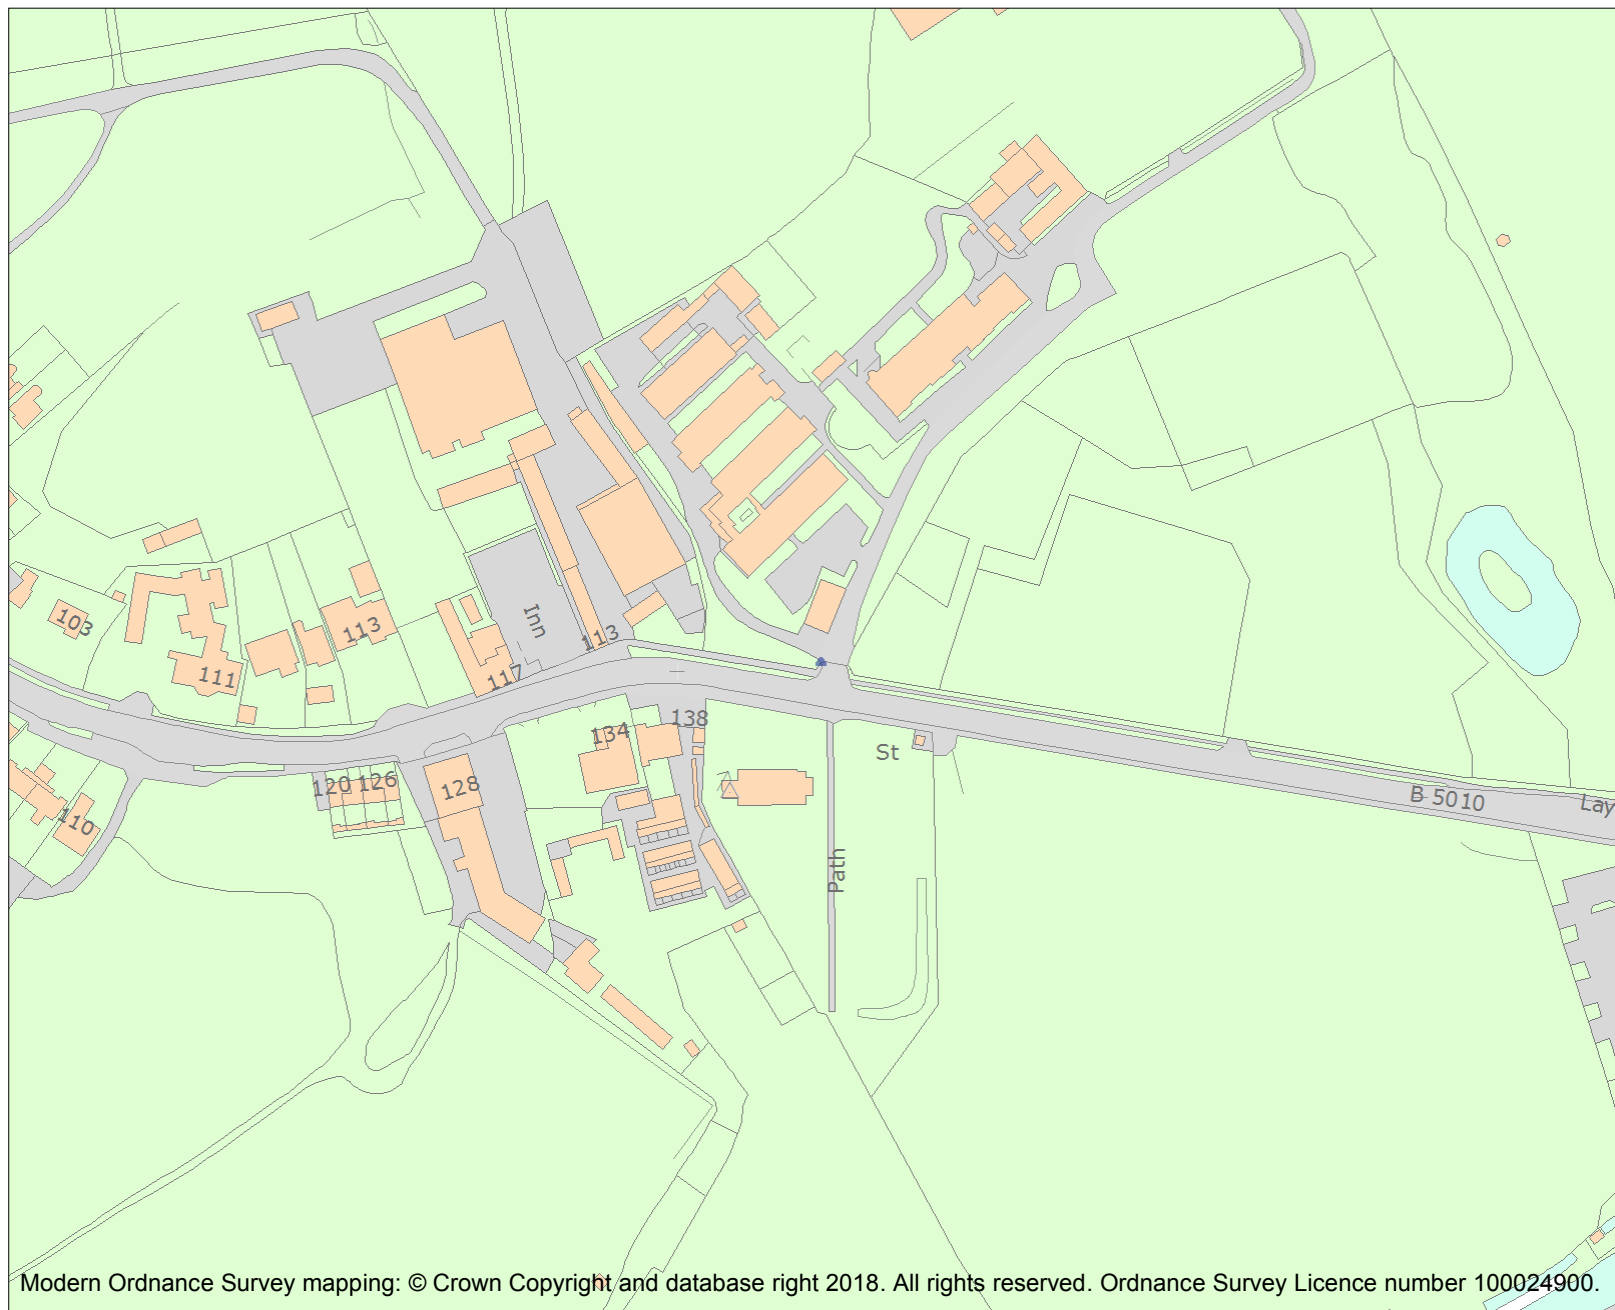 Inn
103
113
113
111
117
138
134
St
120
126
128
B 5010
Lay
110
Path
Modern Ordnance Survey mapping: © Crown Copyright and database right 2018. All rights reserved. Ordnance Survey Licence number 100024900.